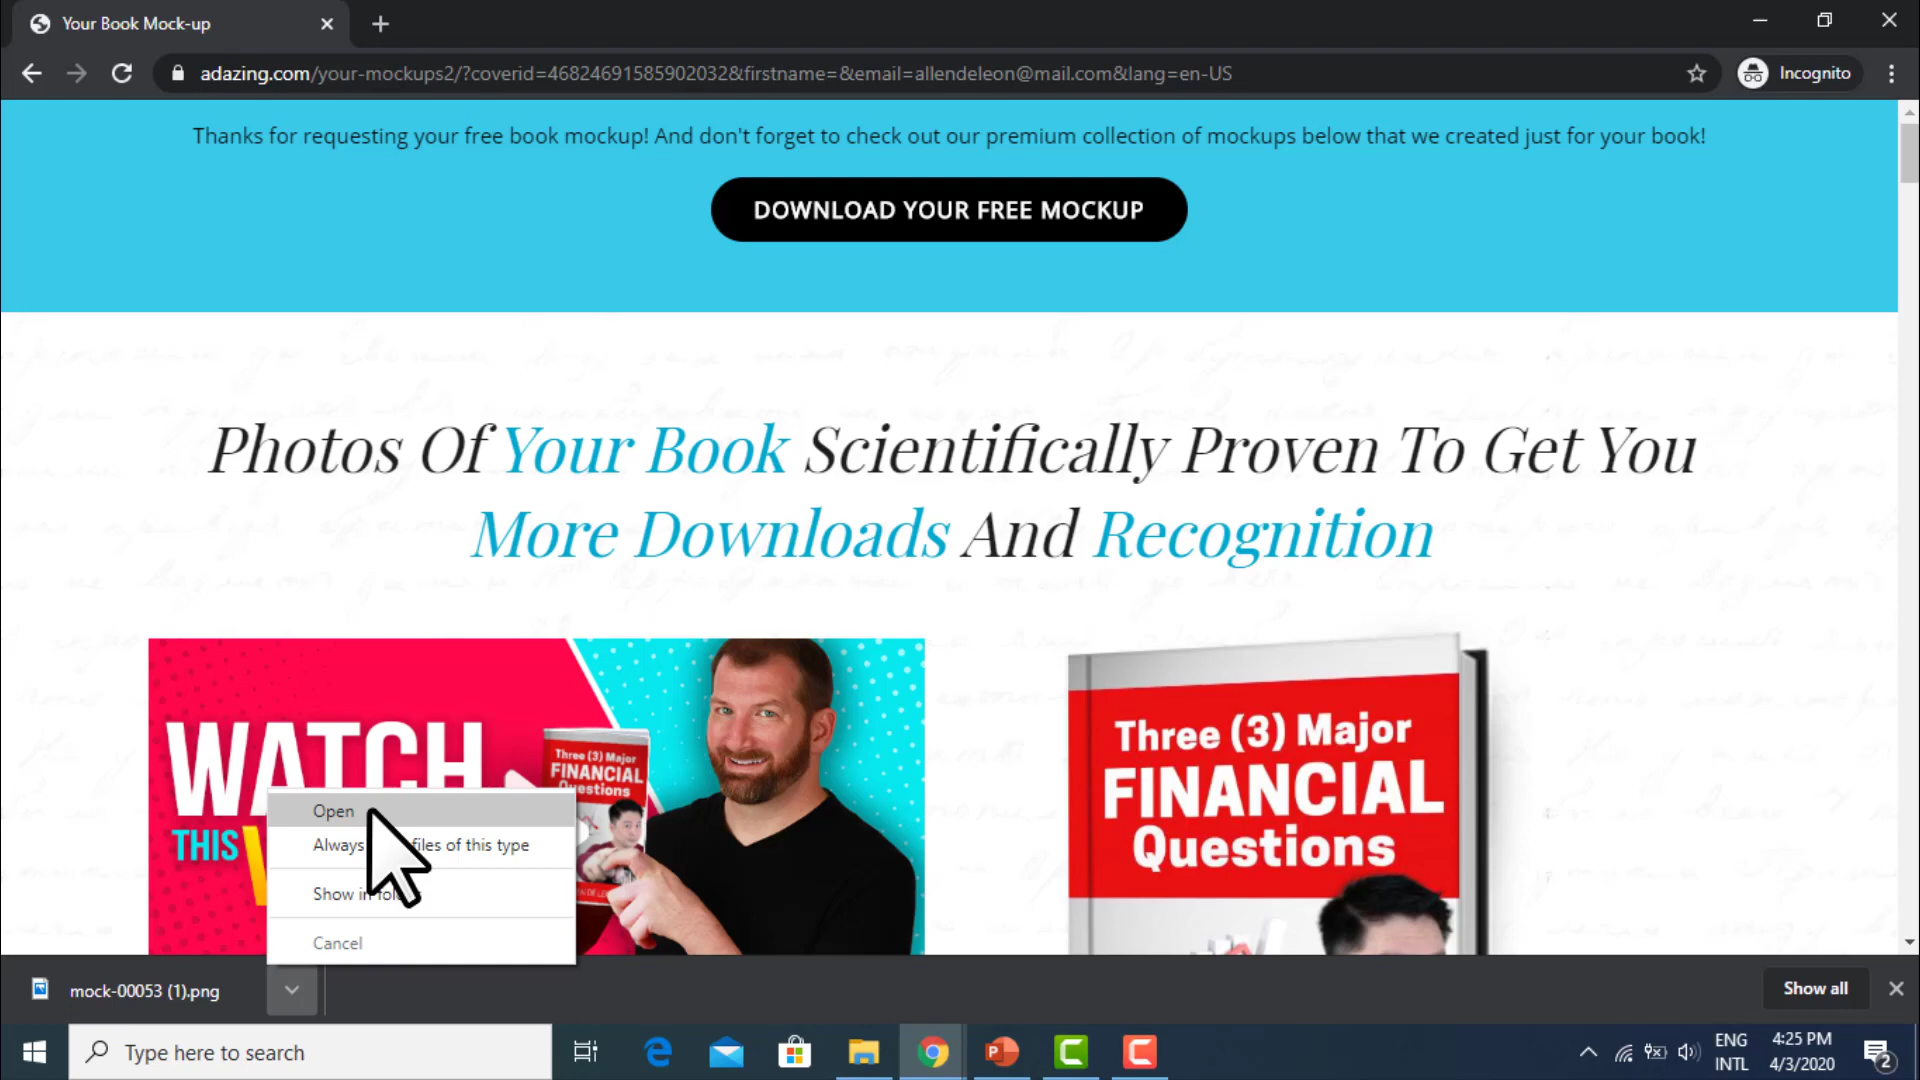 Your Book Mock-up
adazing.com/your-mockups2/?coverid=46824691585902032&firstname=&email=allendeleon@mail.com&lang=en-US
Incognito
Thanks for requesting your free book mockup! And don't forget to check out our premium collection of mockups below that we created just for your book!
DOWNLOAD YOUR FREE MOCKUP
Photos Of Your Book Scientifically Proven To Get You
More Downloads And Recognition
WATCH
THIS
Three (3) Major
FINANCIAL
Questions
Three (3) Major
FINANCIAL
Questions
Open
Always files of this type
Show in
Cancel
mock-00053 (1).png
Show all
Type here to search
ENG
INTL
4:25 PM
4/3/2020
2